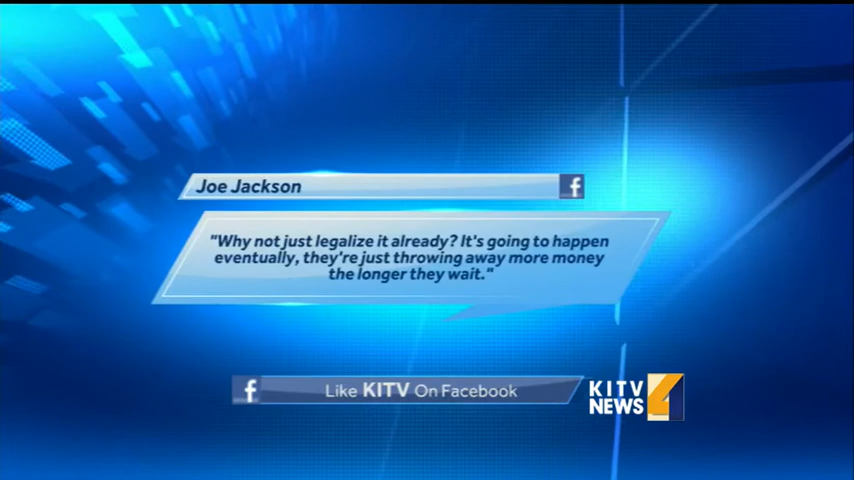 Joe Jackson
f
"Why not just legalize it already? It's going to happen
eventually, they're just throwing away more money
the longer they wait."
f
Like KITV On Facebook
KITV
NEWS 4